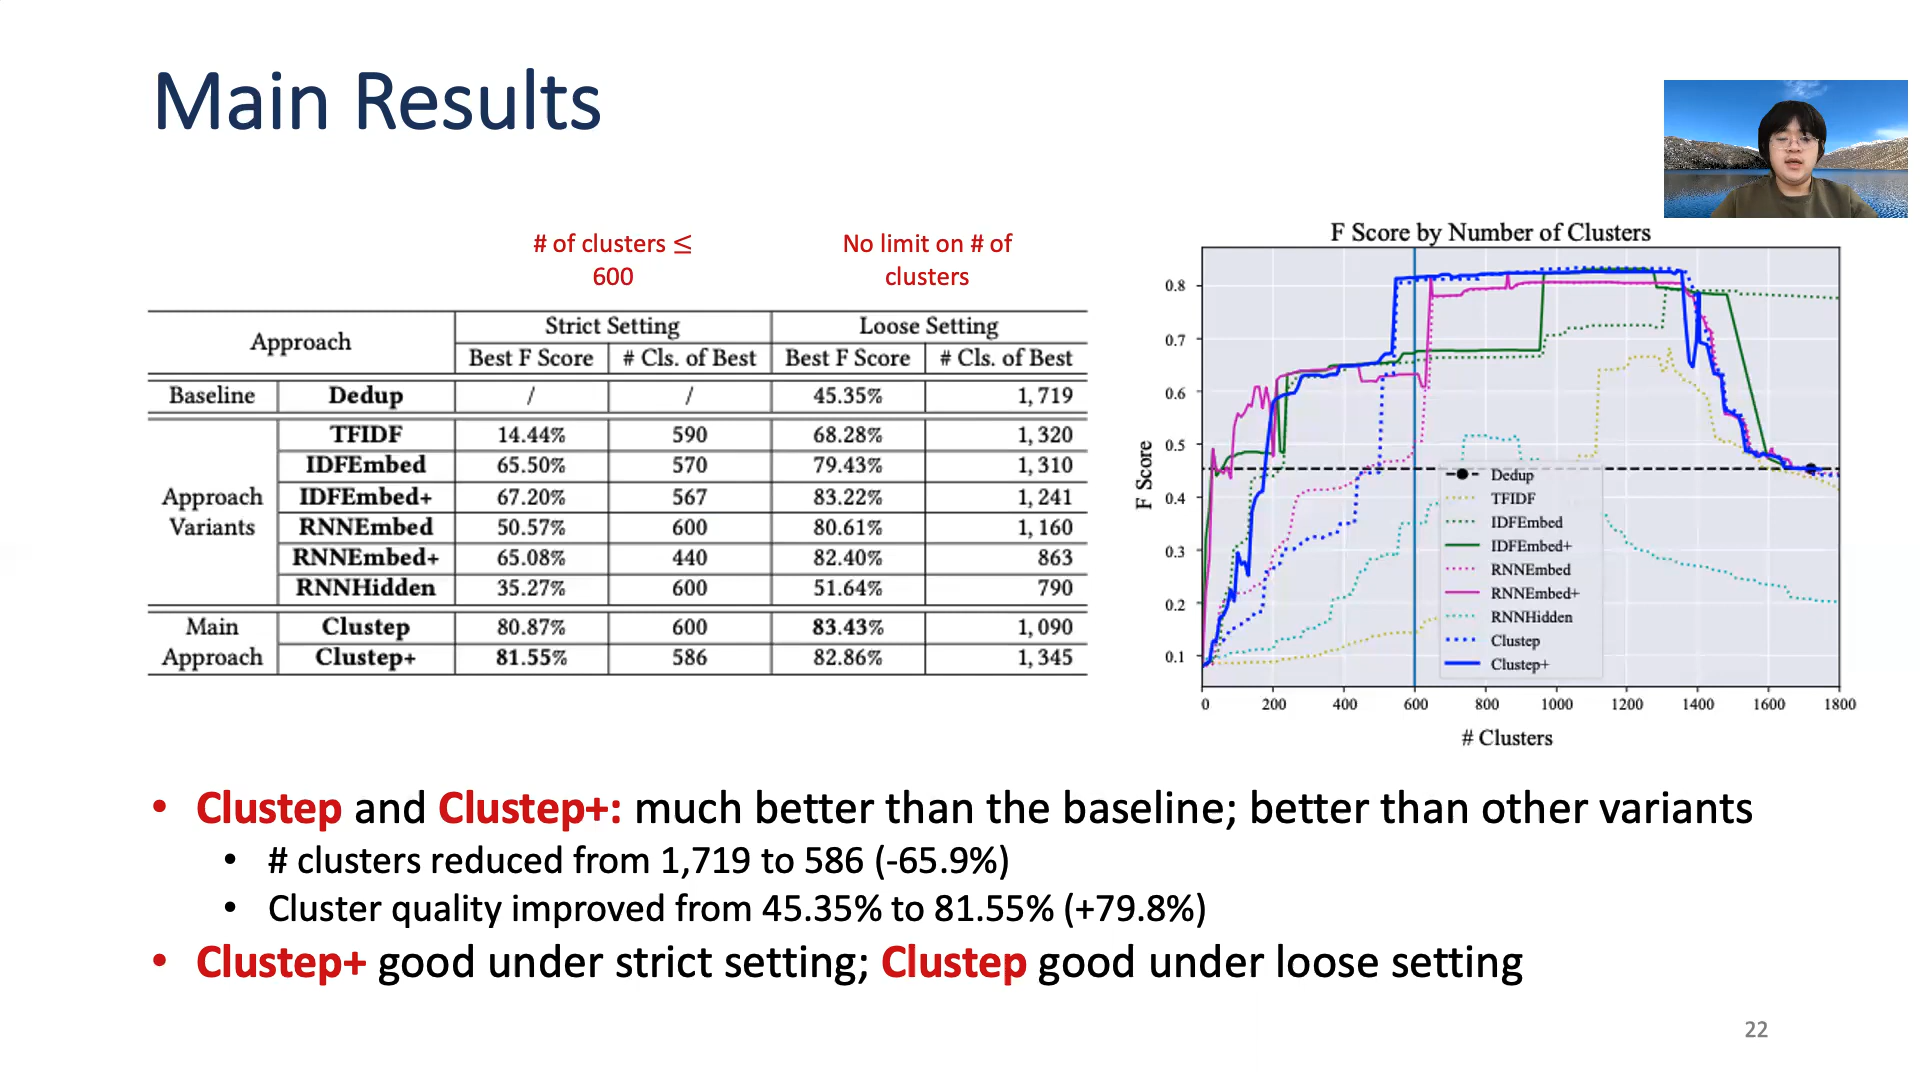 Main Results
# of clusters ≤
600
No limit on # of
clusters
Approach
Strict Setting
Loose Setting
Best F Score # Cls. of Best Best F Score # Cls. of Best
Baseline Dedup / / 45.35% 1,719
TFIDF 14.44% 590 68.28% 1,320
IDFEmbed 65.50% 570 79.43% 1,310
Approach
Variants
IDFEmbed+ 67.20% 567 83.22% 1,241
RNNEmbed 50.57% 600 80.61% 1,160
RNNEmbed+ 65.08% 440 82.40% 863
RNNHidden 35.27% 600 51.64% 790
Main
Approach
Clustep 80.87% 600 83.43% 1,090
Clustep+ 81.55% 586 82.86% 1,345
F Score by Number of Clusters
F Score
0.8
0.7
0.6
0.5
0.4
0.3
0.2
0.1
Dedup
TFIDF
IDFEmbed
IDFEmbed+
RNNEmbed
RNNEmbed+
RNNHidden
Clustep
Clustep+
0 200 400 600 800 1000 1200 1400 1600 1800
# Clusters
• Clustep and Clustep+: much better than the baseline; better than other variants
• # clusters reduced from 1,719 to 586 (-65.9%)
• Cluster quality improved from 45.35% to 81.55% (+79.8%)
• Clustep+ good under strict setting; Clustep good under loose setting
22